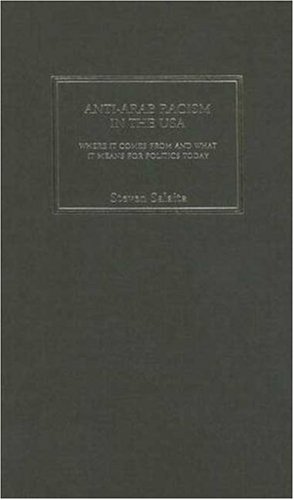 ANTI-ARAB RACISM
IN THE USA
WHERE IT COMES FROM AND WHAT
IT MEANS FOR POLITICS TODAY
Steven Salaita